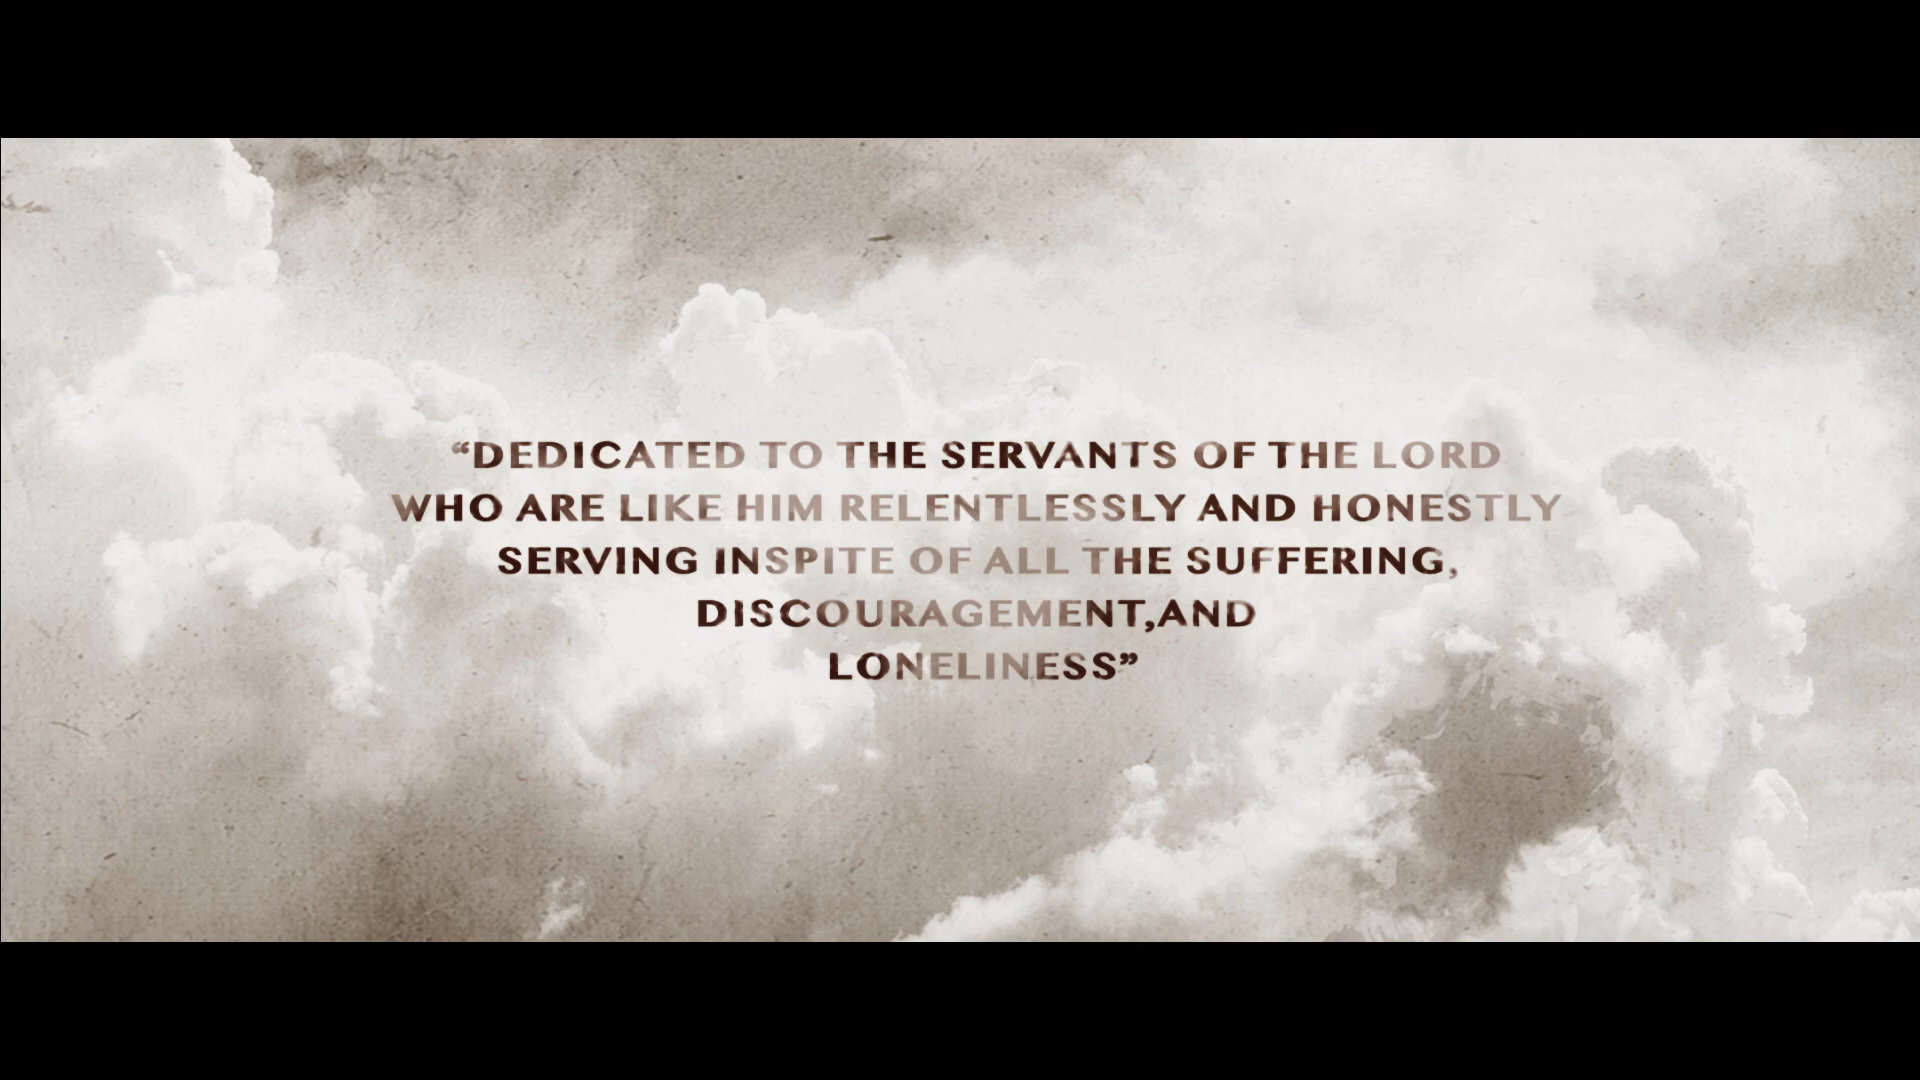 “DEDICATED TO THE SERVANTS OF THE LORD
WHO ARE LIKE HIM RELENTLESSLY AND HONESTLY
SERVING INSPITE OF ALL THE SUFFERING,
DISCOURAGEMENT,AND
LONELINESS”